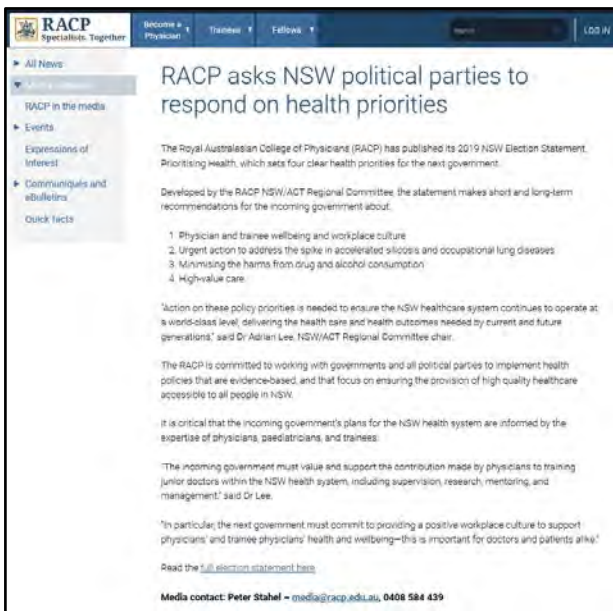 RACP
Specialists. Together
Become a
Physician
Trainees
Fellows
Search
LOG IN
All News
RACP in the media
Events
Expressions of
Interest
Communiqués and
eBulletins
Quick facts
RACP asks NSW political parties to
respond on health priorities
The Royal Australasian College of Physicians (RACP) has published its 2019 NSW Election Statement,
Prioritising Health, which sets four clear health priorities for the next government.
Developed by the RACP NSW/ACT Regional Committee, the statement makes short and long-term
recommendations for the incoming government about:
1. Physician and trainee wellbeing and workplace culture
2. Urgent action to address the spike in accelerated silicosis and occupational lung diseases
3. Minimising the harms from drug and alcohol consumption
4. High-value care.
"Action on these policy priorities is needed to ensure the NSW healthcare system continues to operate at
a world-class level, delivering the health care and health outcomes needed by current and future
generations," said Dr Adrian Lee, NSW/ACT Regional Committee chair.
The RACP is committed to working with governments and all political parties to implement health
policies that are evidence-based, and that focus on ensuring the provision of high quality healthcare
accessible to all people in NSW.
It is critical that the incoming government's plans for the NSW health system are informed by the
expertise of physicians, paediatricians, and trainees.
"The incoming government must value and support the contribution made by physicians to training
junior doctors within the NSW health system, including supervision, research, mentoring, and
management," said Dr Lee.
"In particular, the next government must commit to providing a positive workplace culture to support
physicians' and trainee physicians' health and wellbeing—this is important for doctors and patients alike."
Read the full election statement here
Media contact: Peter Stahel – media@racp.edu.au, 0408 584 439